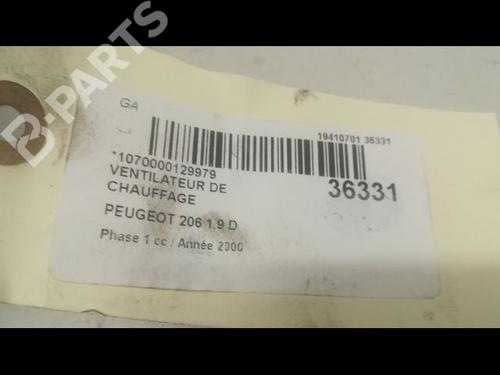 B-PARTS
GA
19410701 36331
*1070000129979
36331
VENTILATEUR DE
CHAUFFAGE
PEUGEOT 206 1.9 D
Phase 1 cc / Année 2000